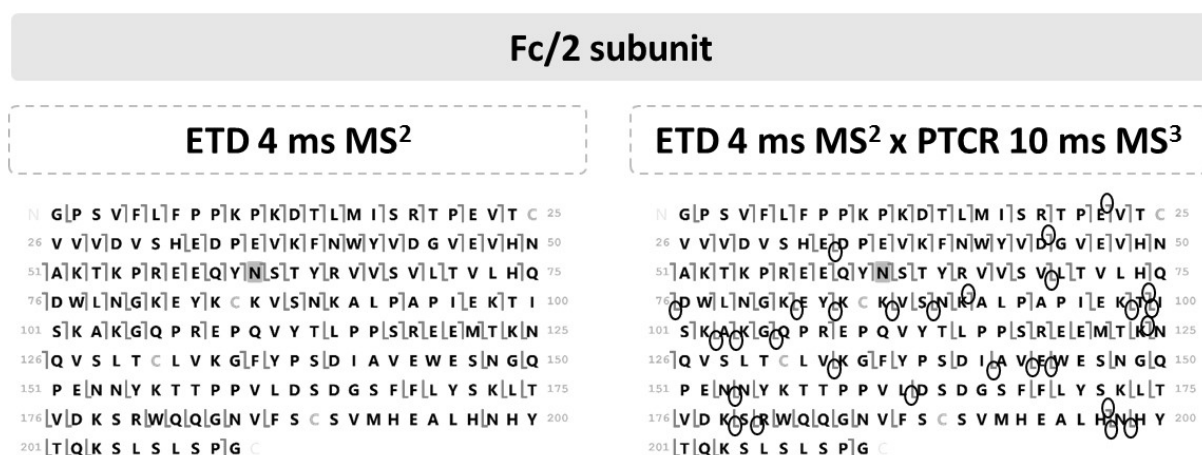 Fc/2 subunit
ETD 4 ms MS²
N G P S V F L F P P K P K D T L M I S R T P E V T C 25
26 V V V D V S H E D P E V K F N W Y V D G V E V H N 50
51 A K T K P R E E Q Y N S T Y R V V S V L T V L H Q 75
76 D W L N G K E Y K C K V S N K A L P A P I E K T I 100
101 S K A K G Q P R E P Q V Y T L P P S R E E M T K N 125
126 Q V S L T C L V K G F Y P S D I A V E W E S N G Q 150
151 P E N N Y K T T P P V L D S D G S F F L Y S K L T 175
176 V D K S R W Q Q G N V F S C S V M H E A L H N H Y 200
201 T Q K S L S L S P G C
ETD 4 ms MS² x PTCR 10 ms MS³
N G P S V F L F P P K P K D T L M I S R T P E V T C 25
26 V V V D V S H E D P E V K F N W Y V D G V E V H N 50
51 A K T K P R E E Q Y N S T Y R V V S V L T V L H Q 75
76 D W L N G K E Y K C K V S N K A L P A P I E K T I 100
101 S K A K G Q P R E P Q V Y T L P P S R E E M T K N 125
126 Q V S L T C L V K G F Y P S D I A V E W E S N G Q 150
151 P E N N Y K T T P P V L D S D G S F F L Y S K L T 175
176 V D K S R W Q Q G N V F S C S V M H E A L H N H Y 200
201 T Q K S L S L S P G C